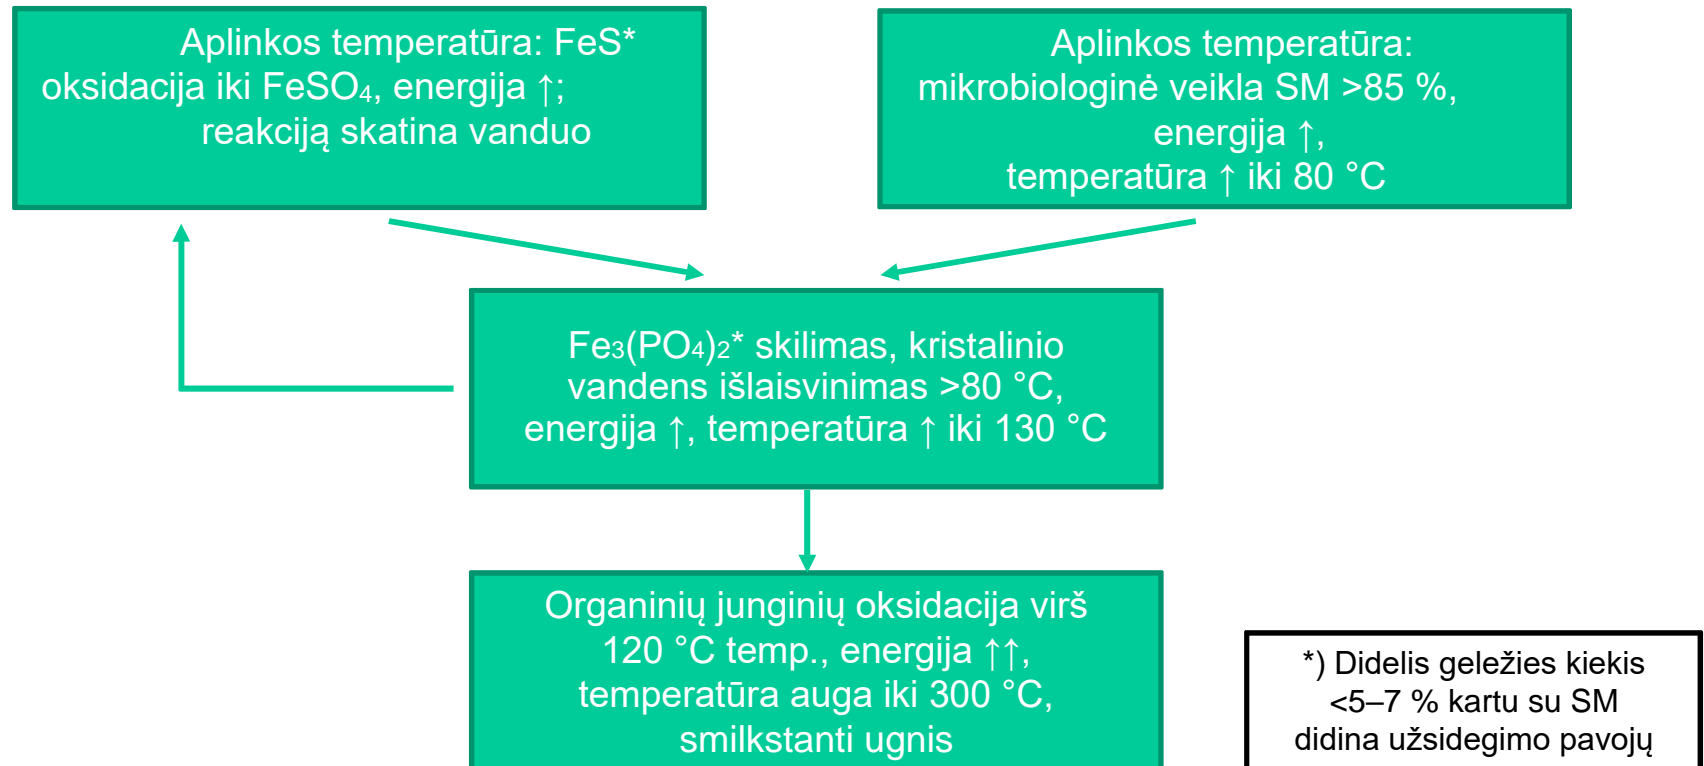 Aplinkos temperatūra: FeS*
oksidacija iki FeSO₄, energija ↑;
reakciją skatina vanduo
Aplinkos temperatūra:
mikrobiologinė veikla SM >85 %,
energija ↑,
temperatūra ↑ iki 80 °C
Fe₃(PO₄)₂* skilimas, kristalinio
vandens išlaisvinimas >80 °C,
energija ↑, temperatūra ↑ iki 130 °C
Organinių junginių oksidacija virš
120 °C temp., energija ↑↑,
temperatūra auga iki 300 °C,
smilkstanti ugnis
*) Didelis geležies kiekis
<5–7 % kartu su SM
didina užsidegimo pavojų